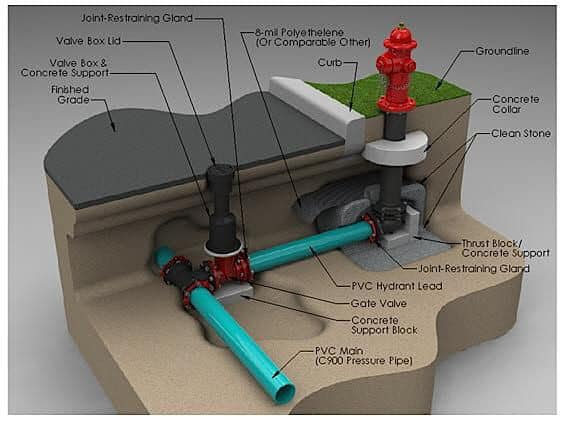 Joint-Restraining Gland
Valve Box Lid
Valve Box &
Concrete Support
Finished
Grade
8-mil Polyethelene
(Or Comparable Other)
Curb
Groundline
Concrete
Collar
Clean Stone
Thrust Block/
Concrete Support
Joint-Restraining Gland
PVC Hydrant Lead
Gate Valve
Concrete
Support Block
PVC Main
(C900 Pressure Pipe)